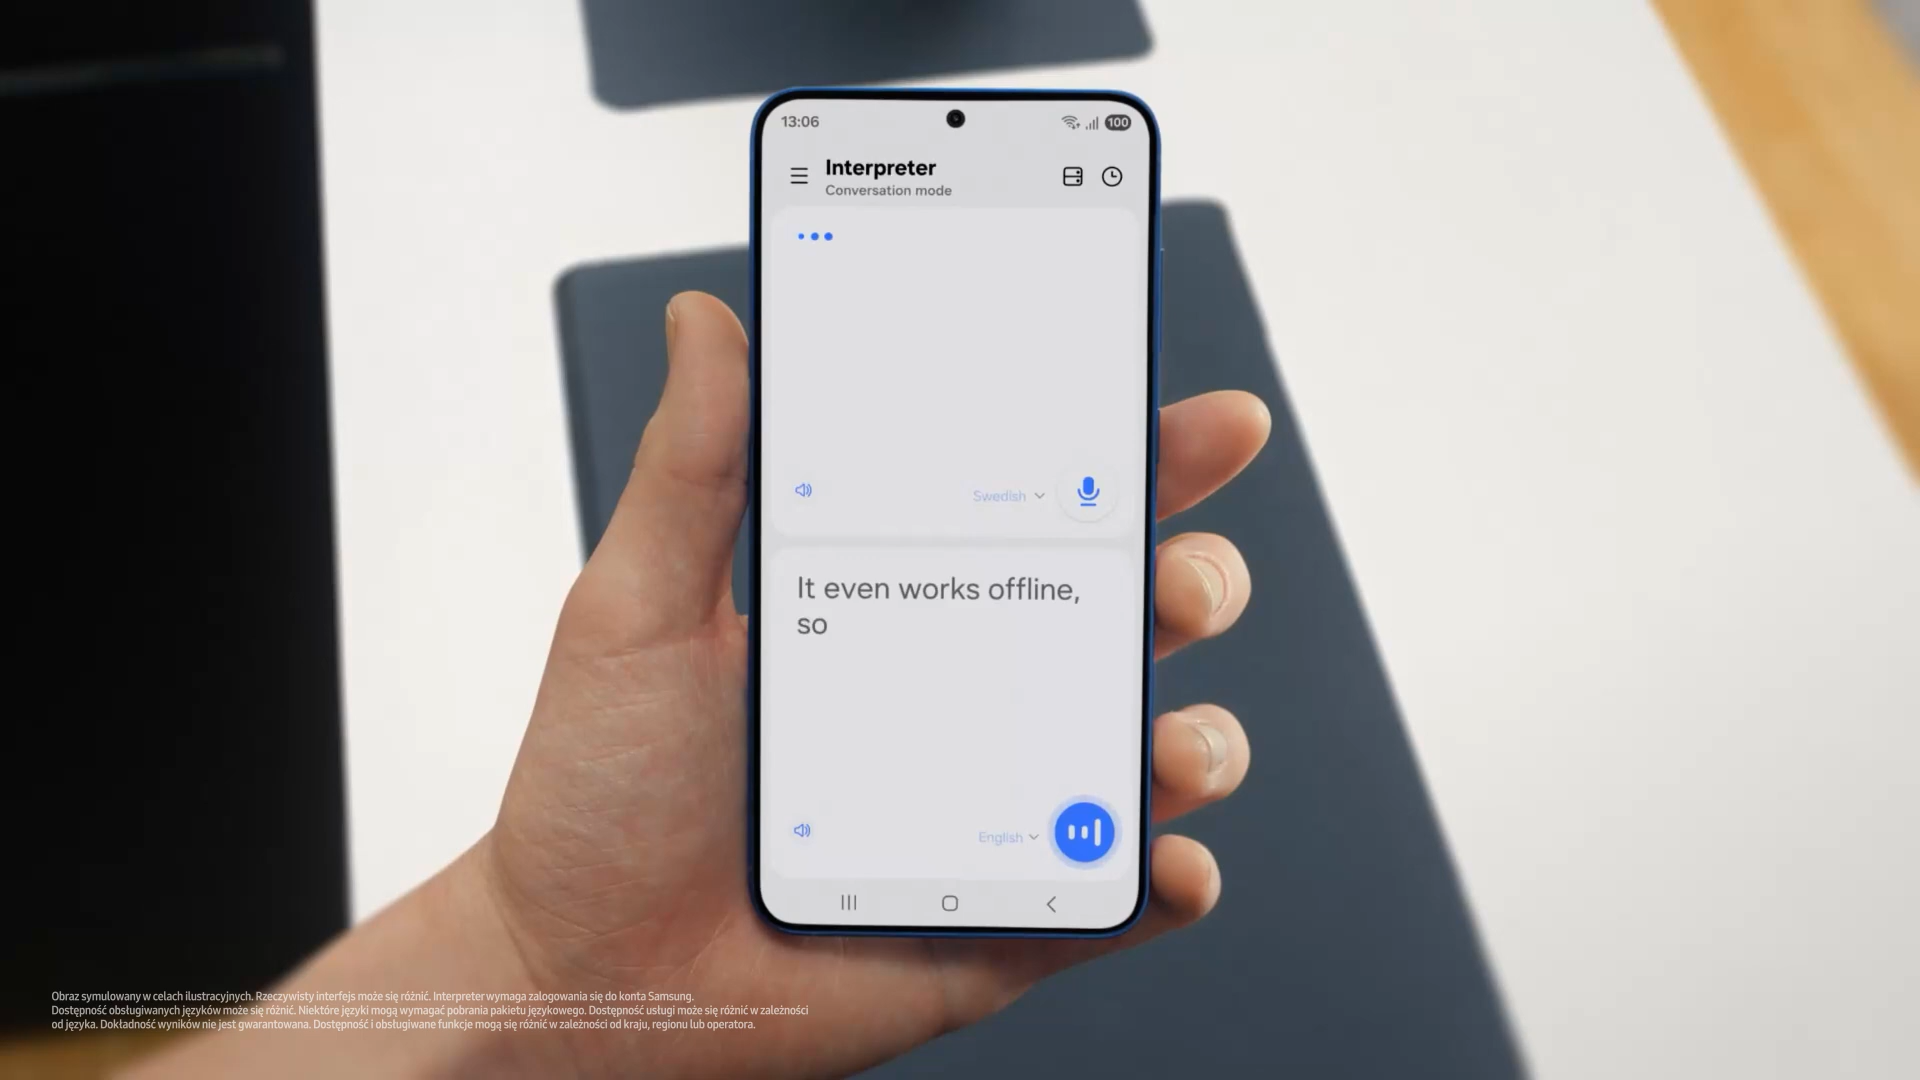 13:06
100
Interpreter
Conversation mode
Swedish
It even works offline,
so
English
Obraz symulowany w celach ilustracyjnych. Rzeczywisty interfejs może się różnić. Interpreter wymaga zalogowania się do konta Samsung.
Dostępność obsługiwanych języków może się różnić. Niektóre języki mogą wymagać pobrania pakietu językowego. Dostępność usługi może się różnić w zależności
od języka. Dokładność wyników nie jest gwarantowana. Dostępność i obsługiwane funkcje mogą się różnić w zależności od kraju, regionu lub operatora.